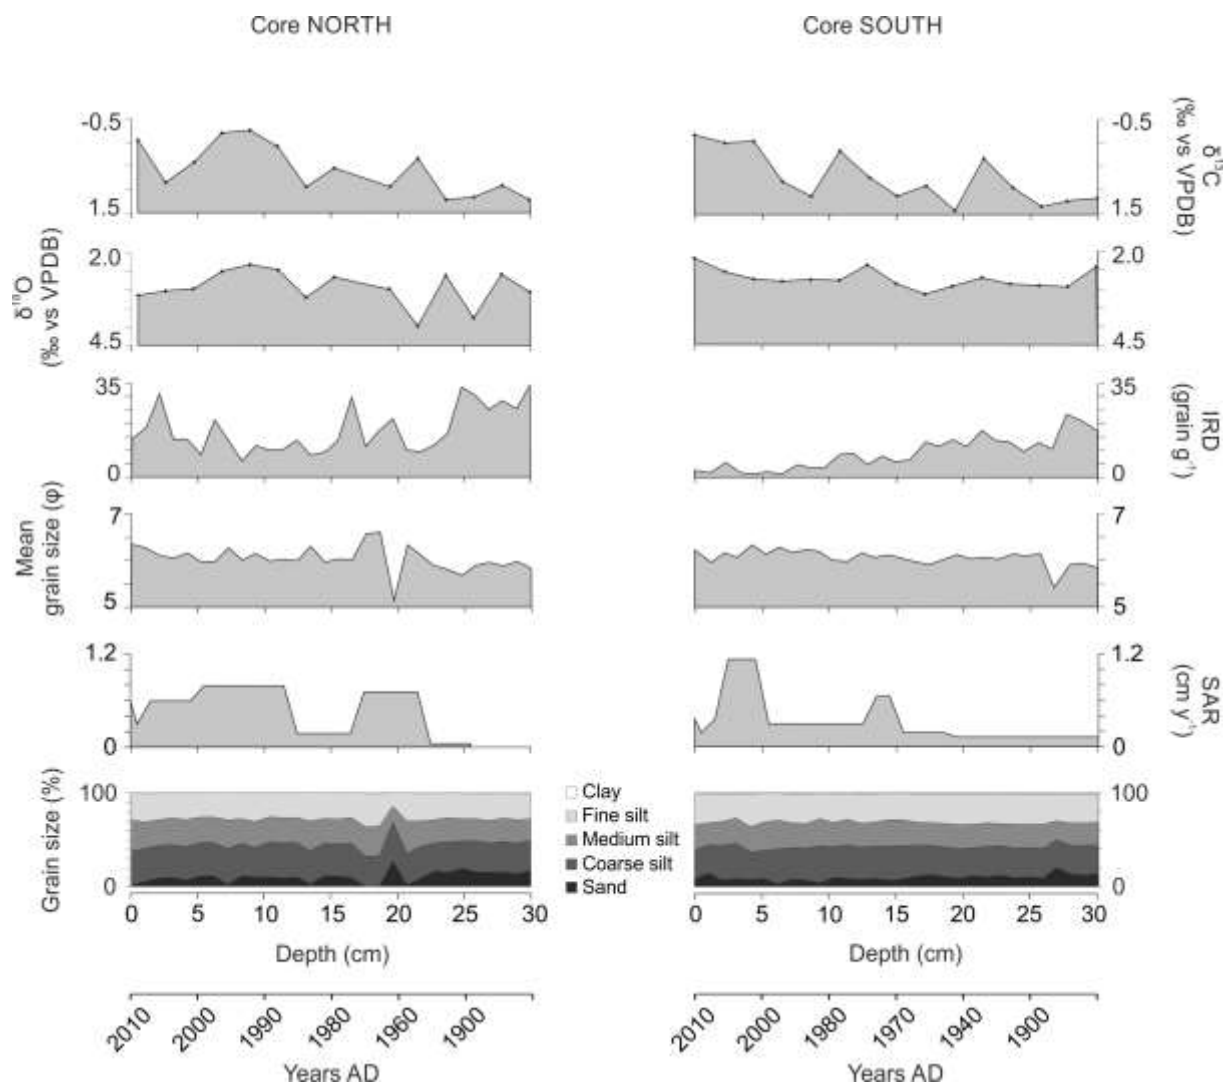 Core NORTH
Core SOUTH
-0.5
1.5
-0.5
1.5
δ¹³C
(‰ vs VPDB)
δ¹⁸O
(‰ vs VPDB)
2.0
4.5
2.0
4.5
35
0
35
0
IRD
(grain g⁻¹)
Mean
grain size (φ)
7
5
7
5
1.2
0
1.2
0
SAR
(cm y⁻¹)
Grain size (%)
100
0
Clay
Fine silt
Medium silt
Coarse silt
Sand
100
0
0 5 10 15 20 25 30
0 5 10 15 20 25 30
Depth (cm)
Depth (cm)
2010 2000 1990 1980 1960 1900
2010 2000 1980 1970 1940 1900
Years AD
Years AD